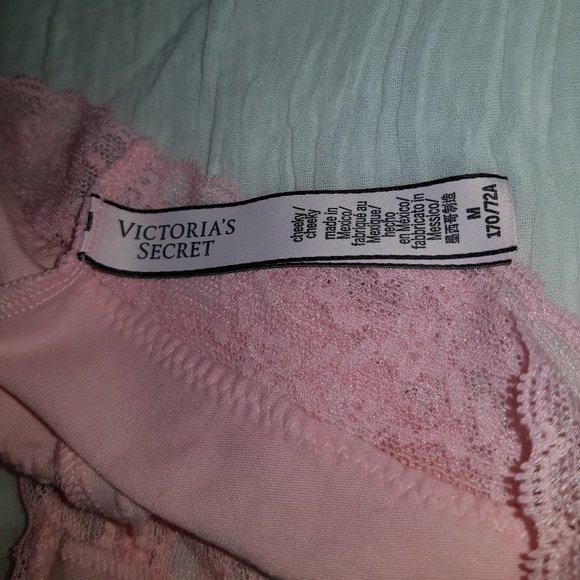 VICTORIA'S
SECRET
cheeky /
cheeky
made in
Mexico/
fabriqué au
Mexique/
hecho
en México/
fabbricato in
Messico/
墨西哥制造
M
170/72A